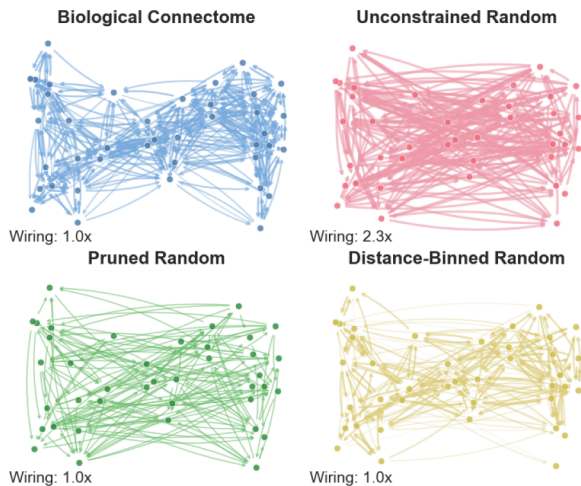 Biological Connectome
Unconstrained Random
Wiring: 1.0x
Wiring: 2.3x
Pruned Random
Distance-Binned Random
Wiring: 1.0x
Wiring: 1.0x